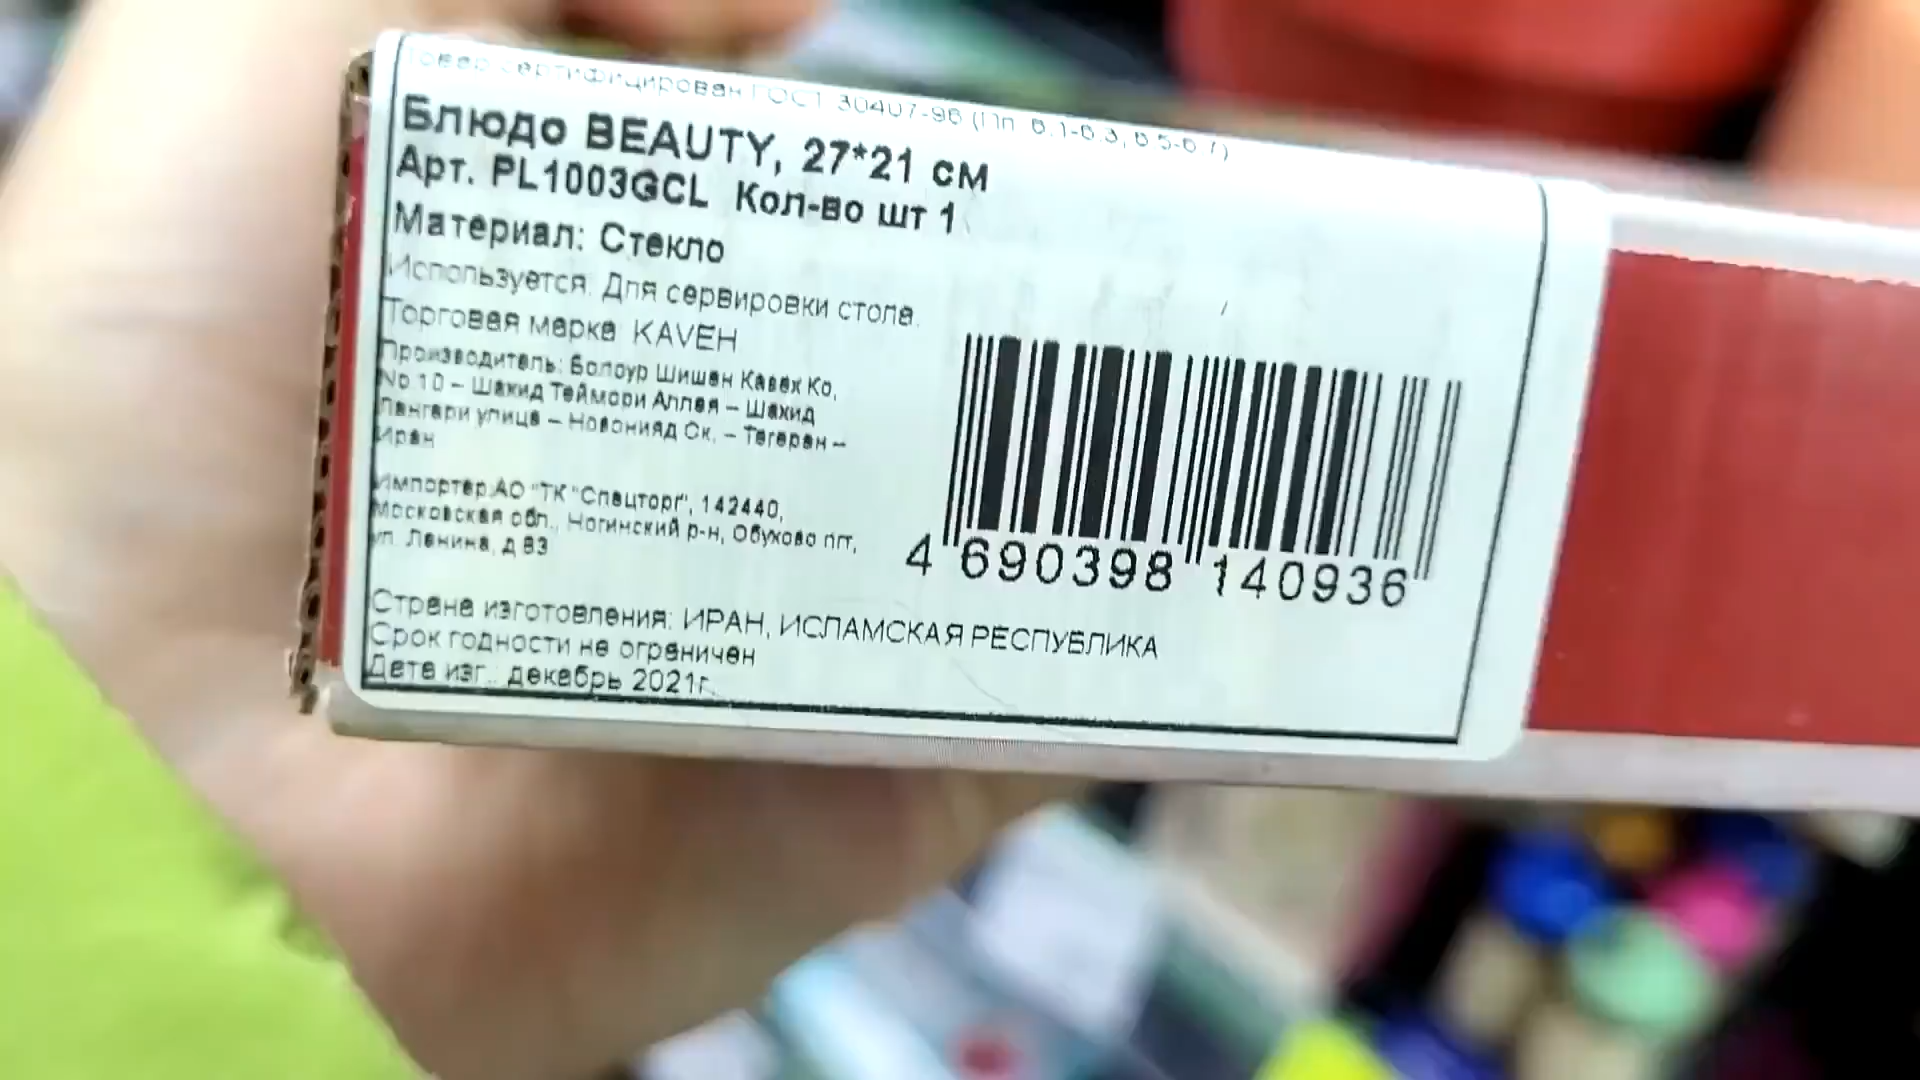 Товар сертифицирован ГОСТ 30407-96 (Пп. 6.1-6.3, 6.5-6.7)
Блюдо BEAUTY, 27*21 см
Арт. PL1003GCL Кол-во шт 1
Материал: Стекло
Используется: Для сервировки стола.
Торговая марка: KAVEH
Производитель: Болоур Шишен Кавех Ко,
No 10 – Шахид Теймори Аллея – Шахид
Лангари улица – Новонияд Ск. – Тегеран –
Иран
Импортер:АО "ТК "Спецторг", 142440,
Московская обл., Ногинский р-н, Обухово пгт,
ул. Ленина, д 83
4 690398 140936
Страна изготовления: ИРАН, ИСЛАМСКАЯ РЕСПУБЛИКА
Срок годности не ограничен
Дата изг.: декабрь 2021г.